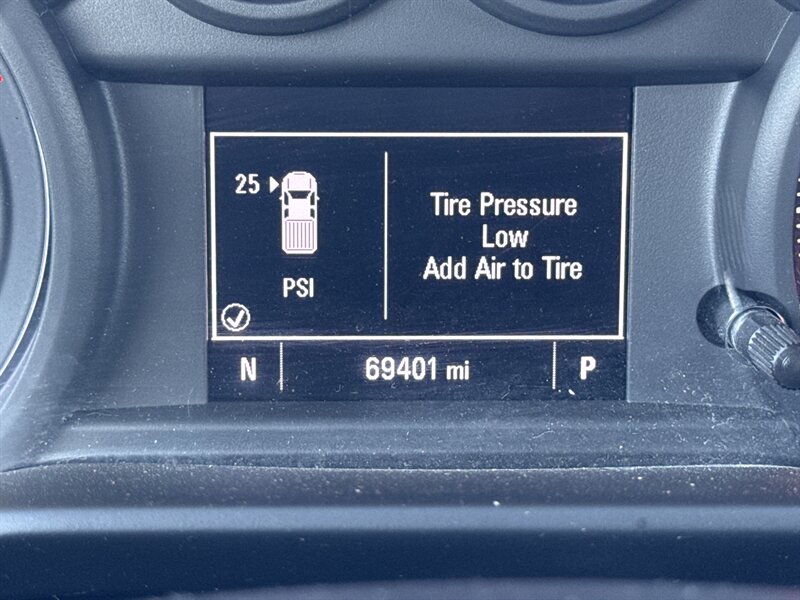 25
PSI
Tire Pressure
Low
Add Air to Tire
N
69401 mi
P